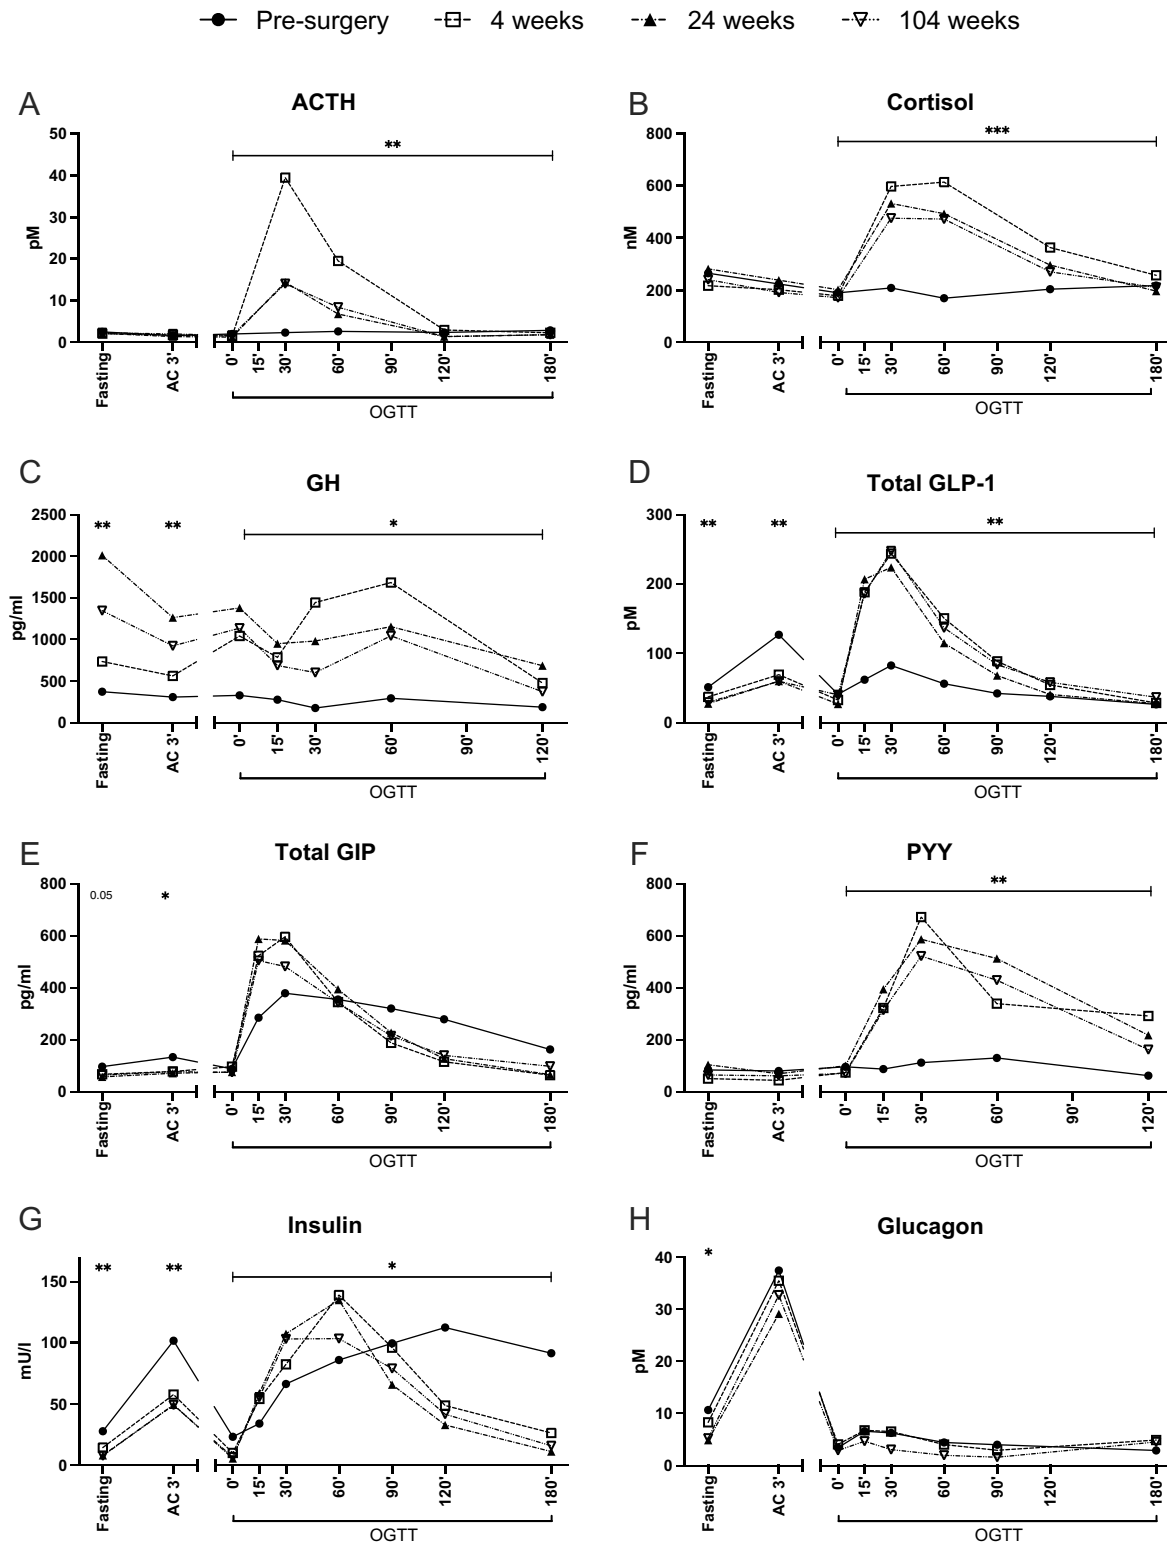 Pre-surgery 4 weeks 24 weeks 104 weeks
A ACTH
50
40
30
20
10
0
pM
**
Fasting AC 3' 0' 15' 30' 60' 90' 120' 180'
OGTT
B Cortisol
800
600
400
200
0
nM
***
Fasting AC 3' 0' 15' 30' 60' 90' 120' 180'
OGTT
C GH
2500
2000
1500
1000
500
0
pg/ml
** ** *
Fasting AC 3' 0' 15' 30' 60' 90' 120'
OGTT
D Total GLP-1
300
200
100
0
pM
** ** **
Fasting AC 3' 0' 15' 30' 60' 90' 120' 180'
OGTT
E Total GIP
800
600
400
200
0
pg/ml
0.05 *
Fasting AC 3' 0' 15' 30' 60' 90' 120' 180'
OGTT
F PYY
800
600
400
200
0
pg/ml
**
Fasting AC 3' 0' 15' 30' 60' 90' 120'
OGTT
G Insulin
150
100
50
0
mU/l
** ** *
Fasting AC 3' 0' 15' 30' 60' 90' 120' 180'
OGTT
H Glucagon
40
30
20
10
0
pM
*
Fasting AC 3' 0' 15' 30' 60' 90' 120' 180'
OGTT